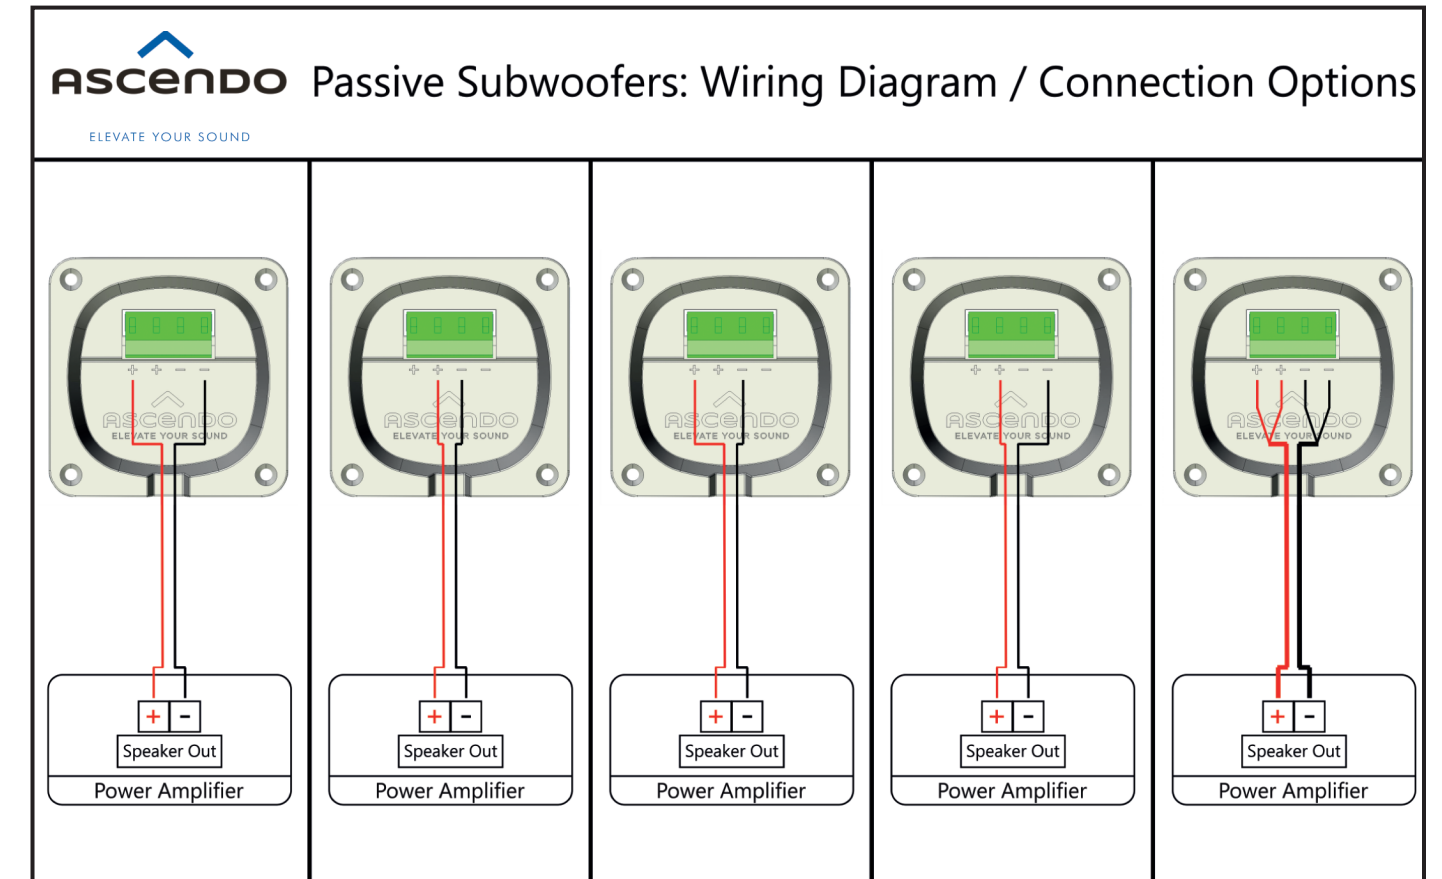 ASCENDO
ELEVATE YOUR SOUND
Passive Subwoofers: Wiring Diagram / Connection Options
+ + − −
ASCENDO
ELEVATE YOUR SOUND
+ -
Speaker Out
Power Amplifier
+ + − −
ASCENDO
ELEVATE YOUR SOUND
+ -
Speaker Out
Power Amplifier
+ + − −
ASCENDO
ELEVATE YOUR SOUND
+ -
Speaker Out
Power Amplifier
+ + − −
ASCENDO
ELEVATE YOUR SOUND
+ -
Speaker Out
Power Amplifier
+ + − −
ASCENDO
ELEVATE YOUR SOUND
+ -
Speaker Out
Power Amplifier